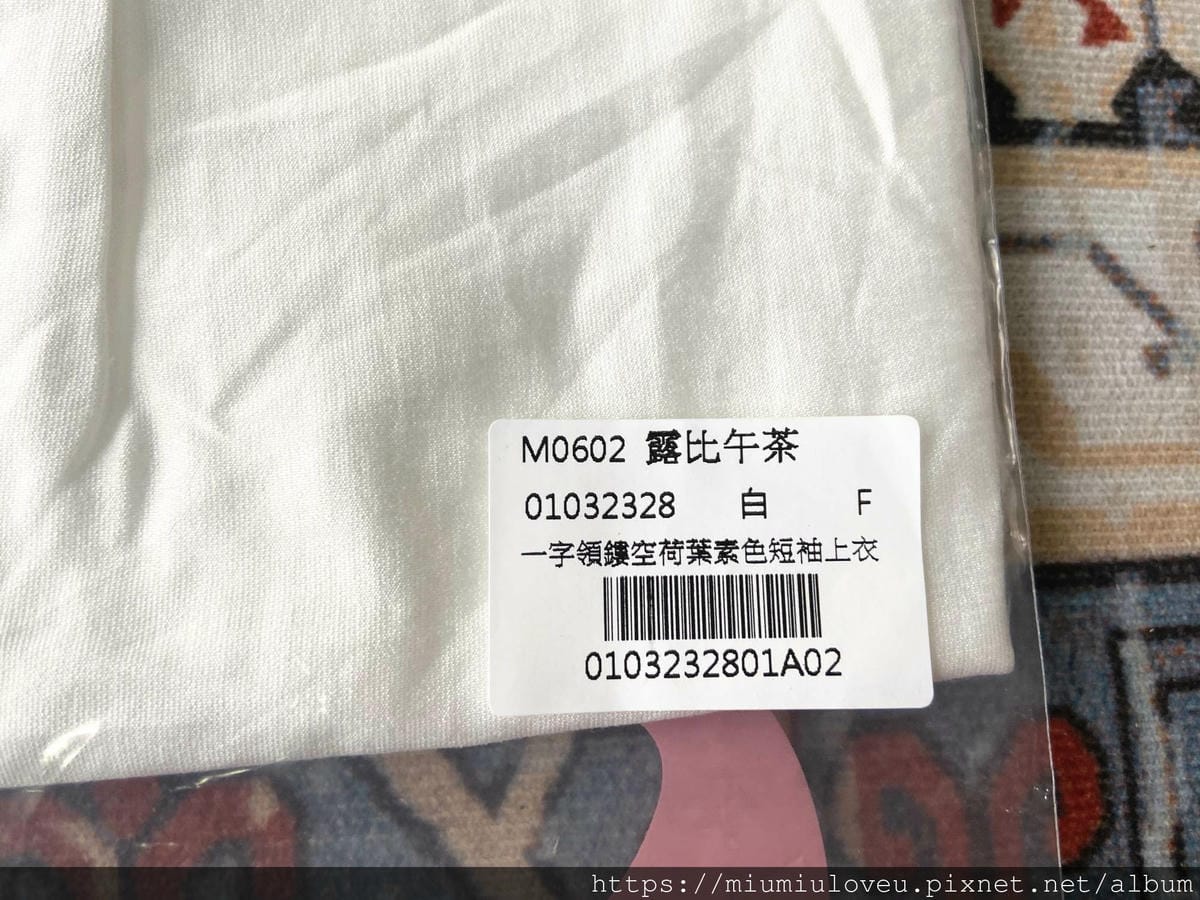 M0602 露比午茶
01032328 白 F
一字領鏤空荷葉素色短袖上衣
0103232801A02
https://miumiuloveu.pixnet.net/album